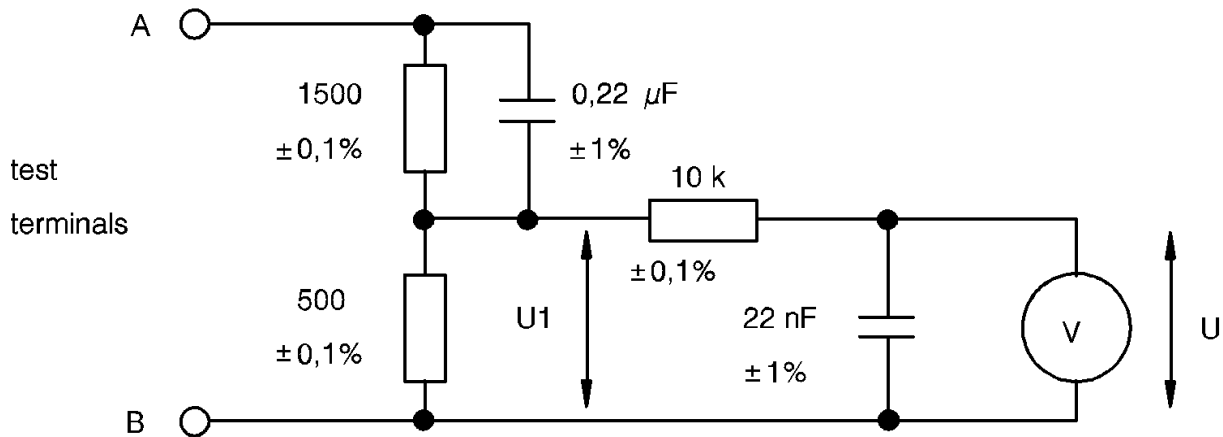 A
1500
±0,1%
0,22 µF
±1%
test
terminals
10 k
±0,1%
500
±0,1%
U1
22 nF
±1%
V
U
B